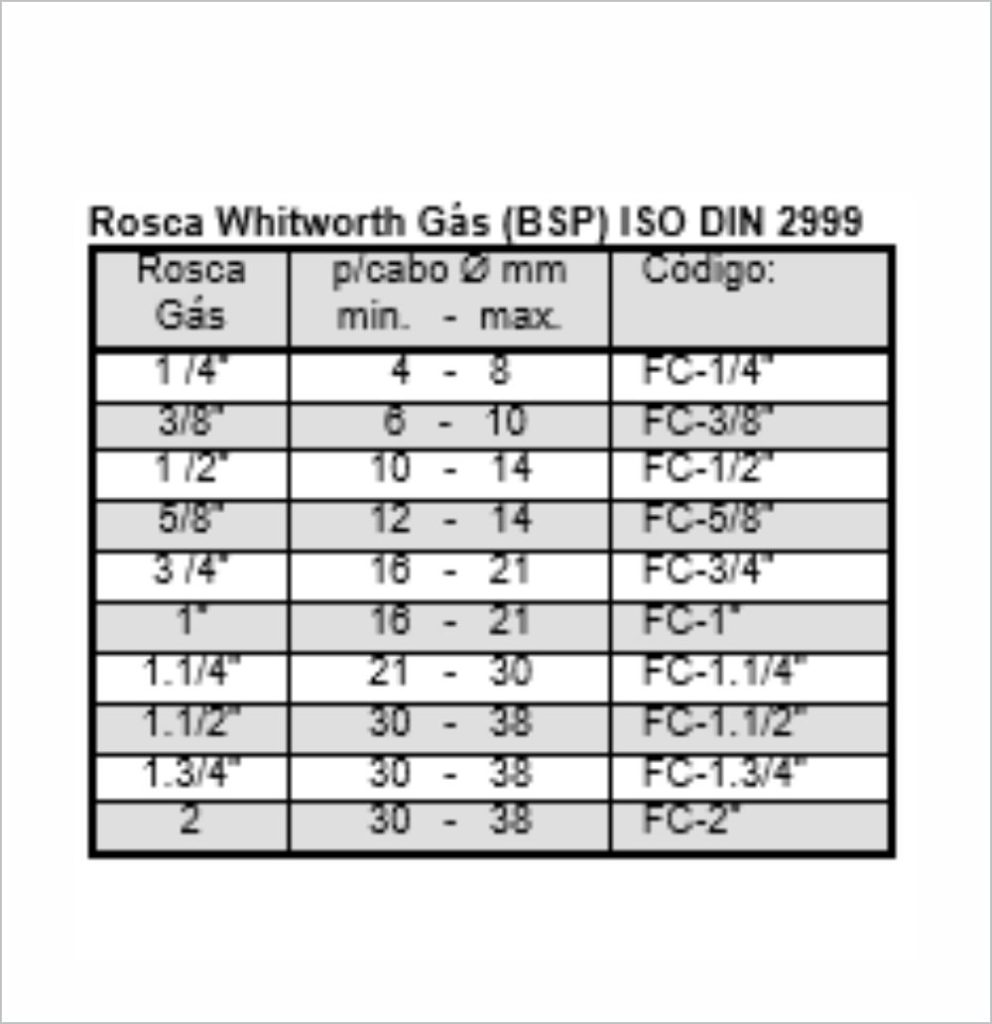 Rosca Whitworth Gás (BSP) ISO DIN 2999
Rosca Gás p/cabo Ø mm min. - max. Código:
1 /4" 4 - 8 FC-1/4"
3/8" 6 - 10 FC-3/8"
1 /2" 10 - 14 FC-1/2"
5/8" 12 - 14 FC-5/8"
3 /4" 16 - 21 FC-3/4"
1" 16 - 21 FC-1"
1.1/4" 21 - 30 FC-1.1/4"
1.1/2" 30 - 38 FC-1.1/2"
1.3/4" 30 - 38 FC-1.3/4"
2 30 - 38 FC-2"